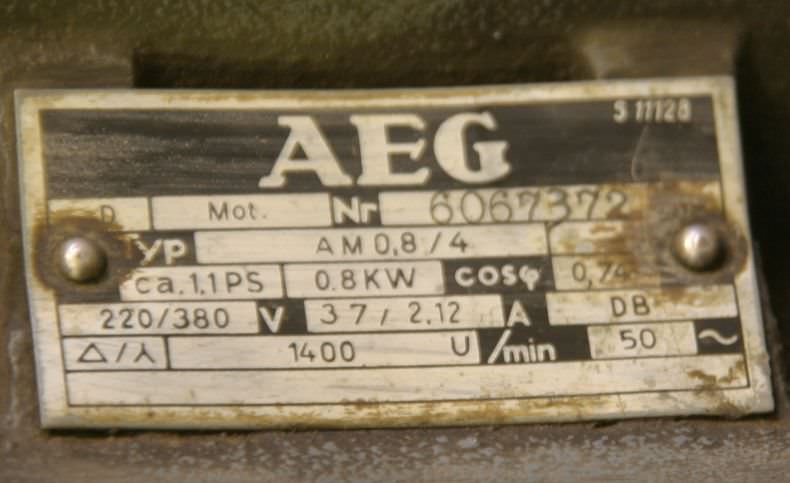 S 11128
AEG
D Mot. Nr 6067372
Typ AM 0,8/4
ca. 1.1 PS 0.8 KW cosφ 0,74
220/380 V 3 7 / 2.12 A DB
△/⅄ 1400 U/min 50 ~